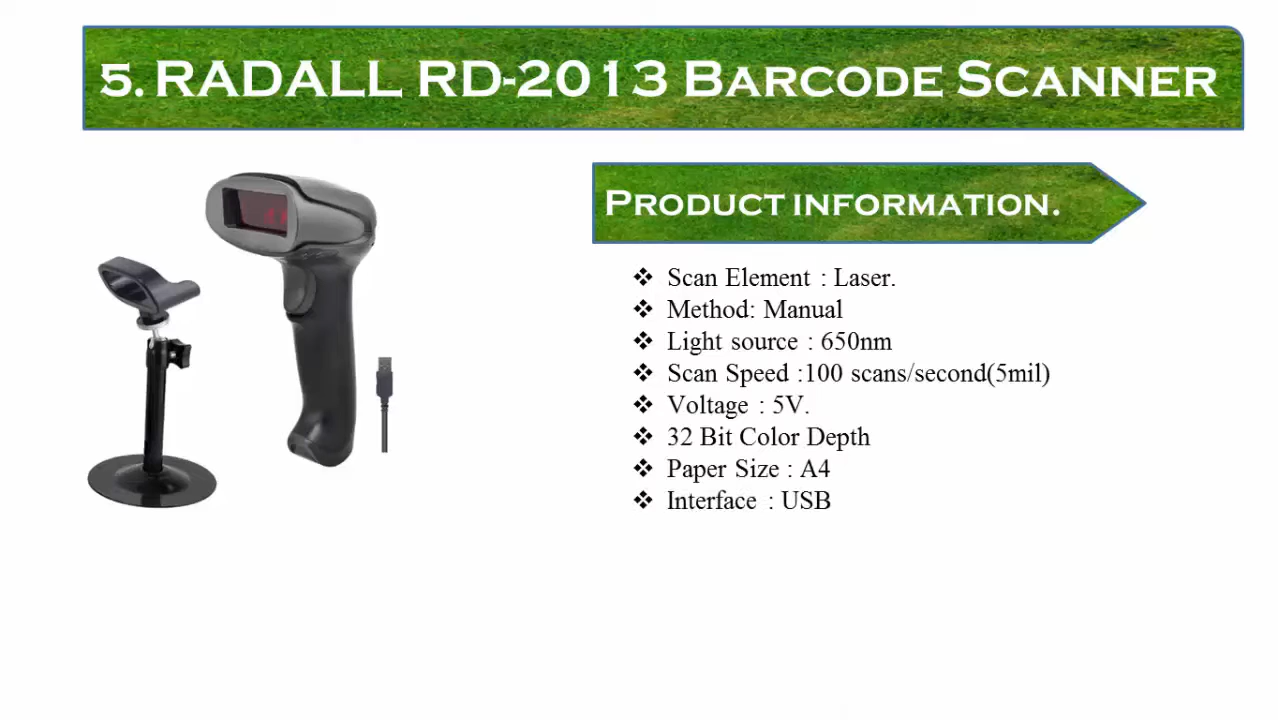 5. RADALL RD-2013 Barcode Scanner
Product information.
❖ Scan Element : Laser.
❖ Method: Manual
❖ Light source : 650nm
❖ Scan Speed :100 scans/second(5mil)
❖ Voltage : 5V.
❖ 32 Bit Color Depth
❖ Paper Size : A4
❖ Interface : USB